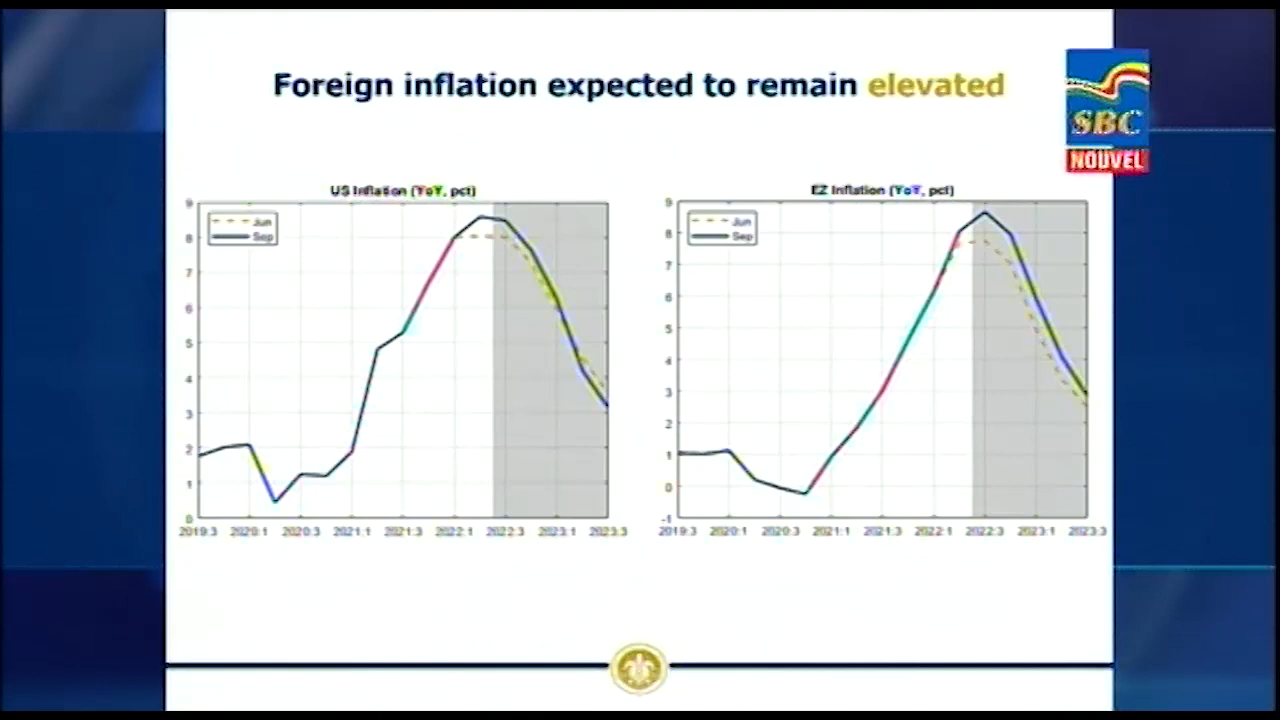 Foreign inflation expected to remain elevated
SBC
NOUVEL
US Inflation (YoY, pct)
Jun
Sep
9
8
7
6
5
4
3
2
1
0
2019:3 2020:1 2020:3 2021:1 2021:3 2022:1 2022:3 2023:1 2023:3
EZ Inflation (YoY, pct)
Jun
Sep
9
8
7
6
5
4
3
2
1
0
-1
2019:3 2020:1 2020:3 2021:1 2021:3 2022:1 2022:3 2023:1 2023:3